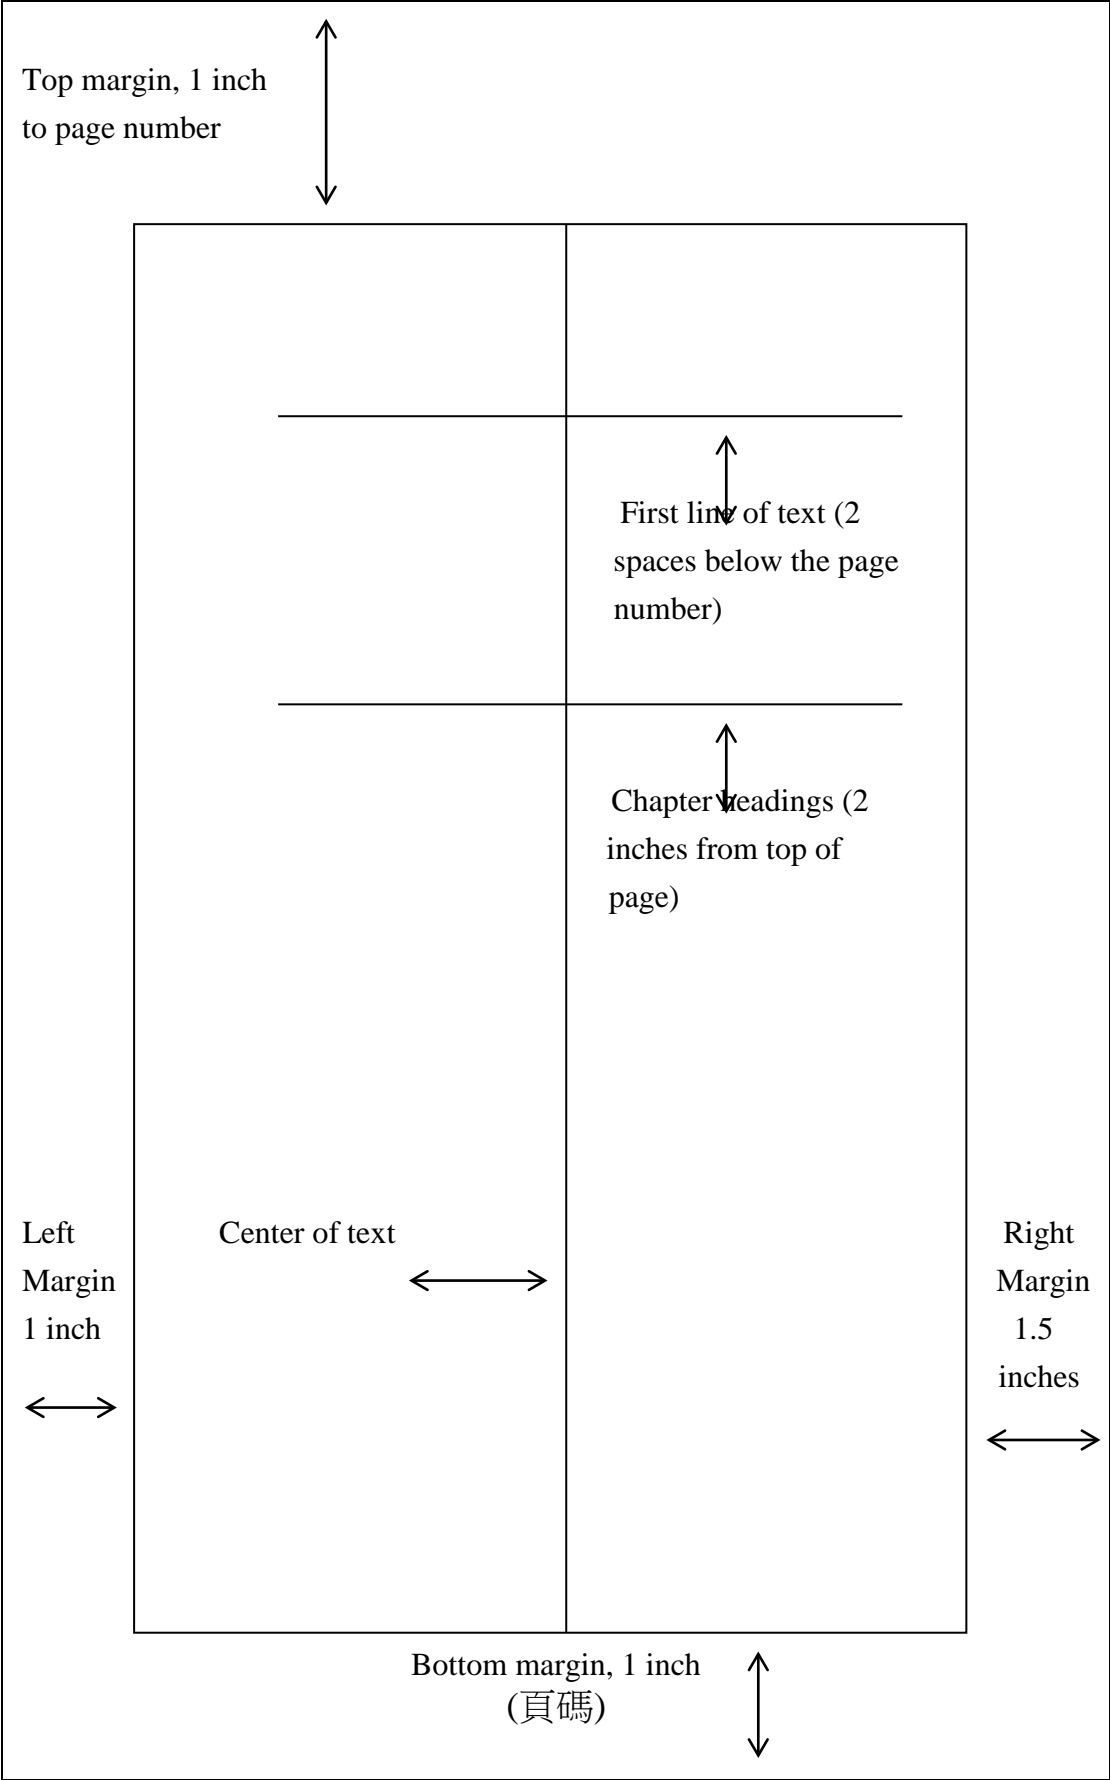 Top margin, 1 inch
to page number
First line of text (2
spaces below the page
number)
Chapter headings (2
inches from top of
page)
Left
Margin
1 inch
Center of text
Right
Margin
1.5
inches
Bottom margin, 1 inch
(頁碼)